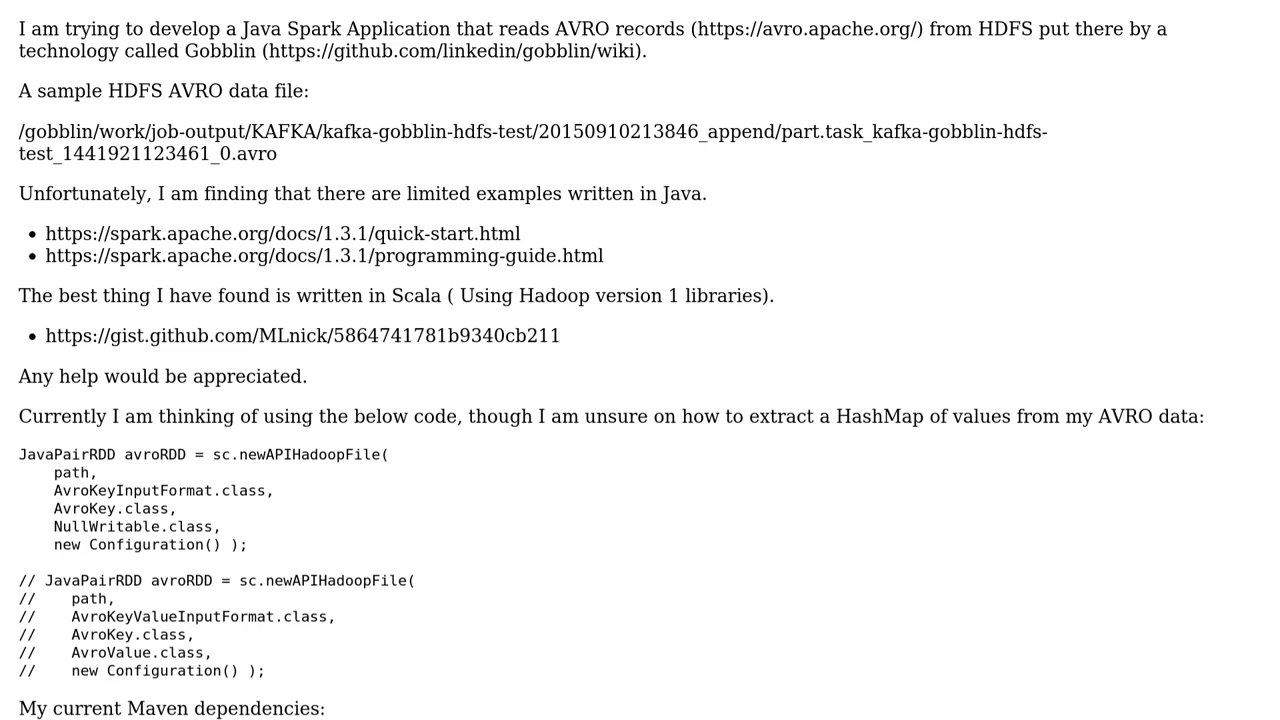 I am trying to develop a Java Spark Application that reads AVRO records (https://avro.apache.org/) from HDFS put there by a
technology called Gobblin (https://github.com/linkedin/gobblin/wiki).
A sample HDFS AVRO data file:
/gobblin/work/job-output/KAFKA/kafka-gobblin-hdfs-test/20150910213846_append/part.task_kafka-gobblin-hdfs-
test_1441921123461_0.avro
Unfortunately, I am finding that there are limited examples written in Java.
• https://spark.apache.org/docs/1.3.1/quick-start.html
• https://spark.apache.org/docs/1.3.1/programming-guide.html
The best thing I have found is written in Scala ( Using Hadoop version 1 libraries).
• https://gist.github.com/MLnick/5864741781b9340cb211
Any help would be appreciated.
Currently I am thinking of using the below code, though I am unsure on how to extract a HashMap of values from my AVRO data:
JavaPairRDD avroRDD = sc.newAPIHadoopFile(
    path,
    AvroKeyInputFormat.class,
    AvroKey.class,
    NullWritable.class,
    new Configuration() );
// JavaPairRDD avroRDD = sc.newAPIHadoopFile(
//    path,
//    AvroKeyValueInputFormat.class,
//    AvroKey.class,
//    AvroValue.class,
//    new Configuration() );
My current Maven dependencies: